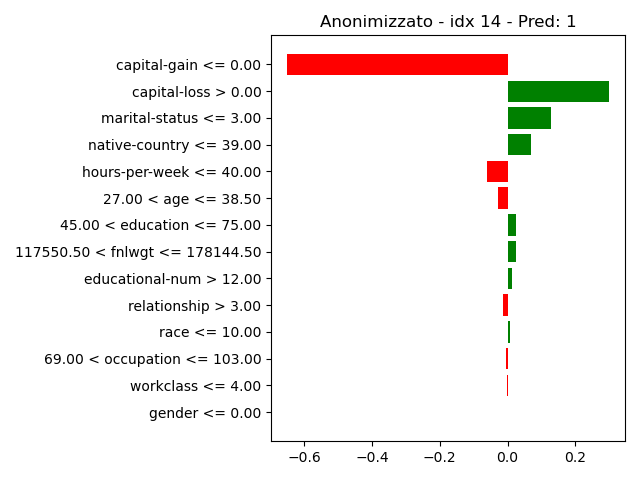 Anonimizzato - idx 14 - Pred: 1
capital-gain <= 0.00
capital-loss > 0.00
marital-status <= 3.00
native-country <= 39.00
hours-per-week <= 40.00
27.00 < age <= 38.50
45.00 < education <= 75.00
117550.50 < fnlwgt <= 178144.50
educational-num > 12.00
relationship > 3.00
race <= 10.00
69.00 < occupation <= 103.00
workclass <= 4.00
gender <= 0.00
−0.6 −0.4 −0.2 0.0 0.2